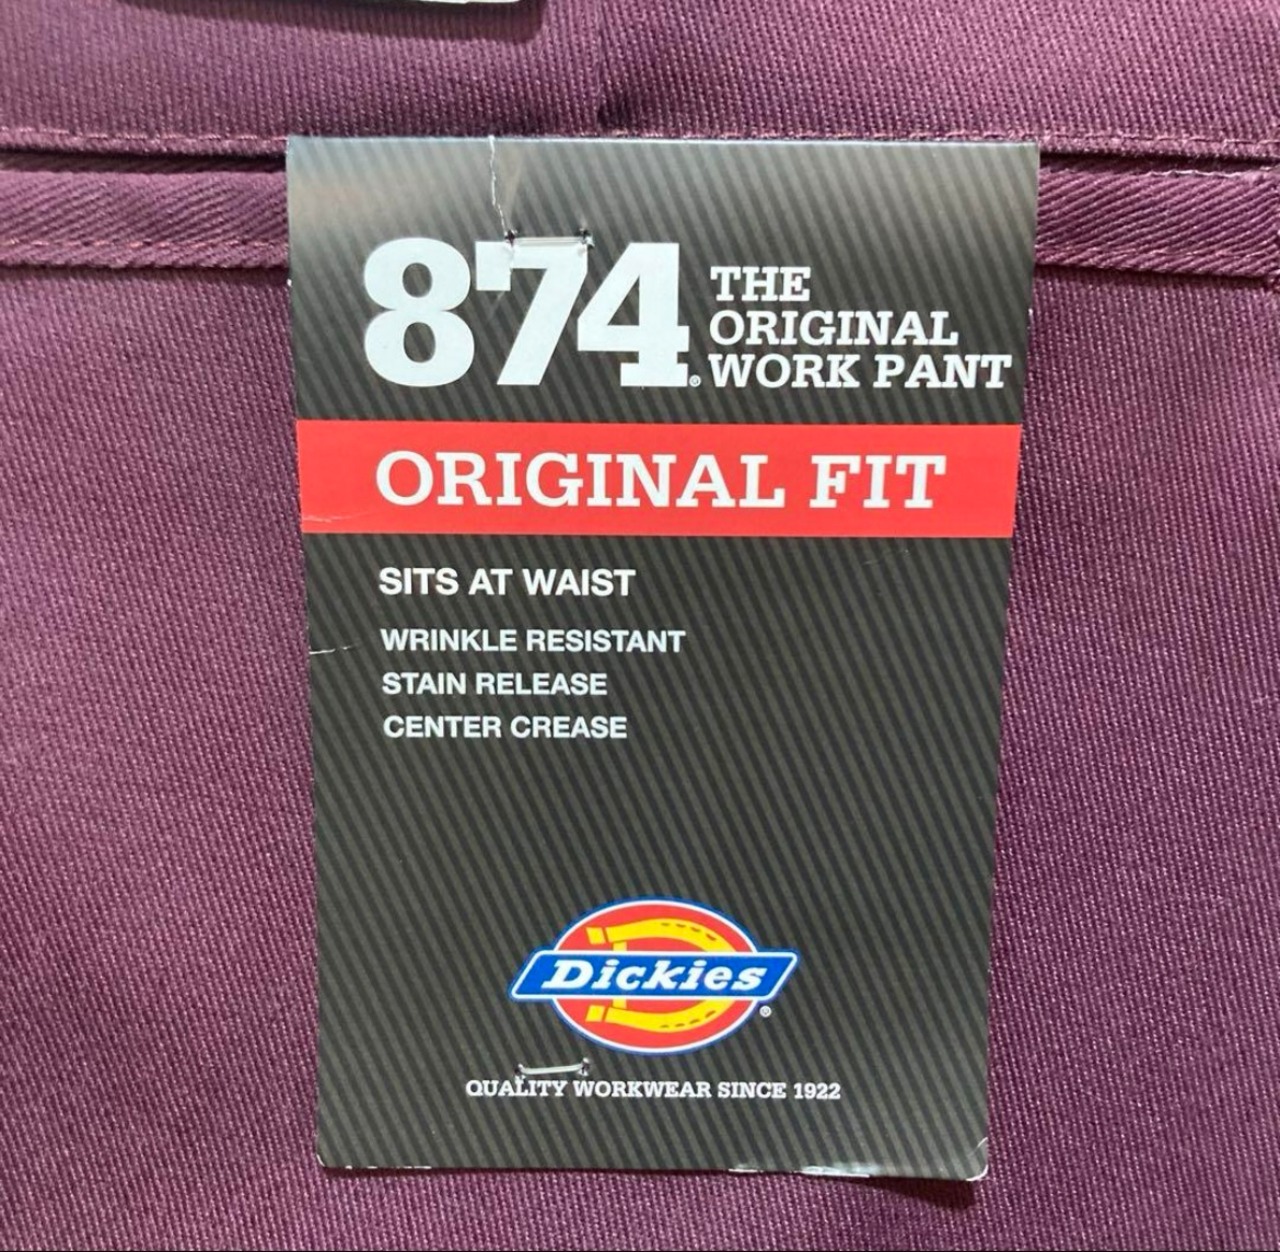 874® THE
ORIGINAL
WORK PANT
ORIGINAL FIT
SITS AT WAIST
WRINKLE RESISTANT
STAIN RELEASE
CENTER CREASE
Dickies®
QUALITY WORKWEAR SINCE 1922